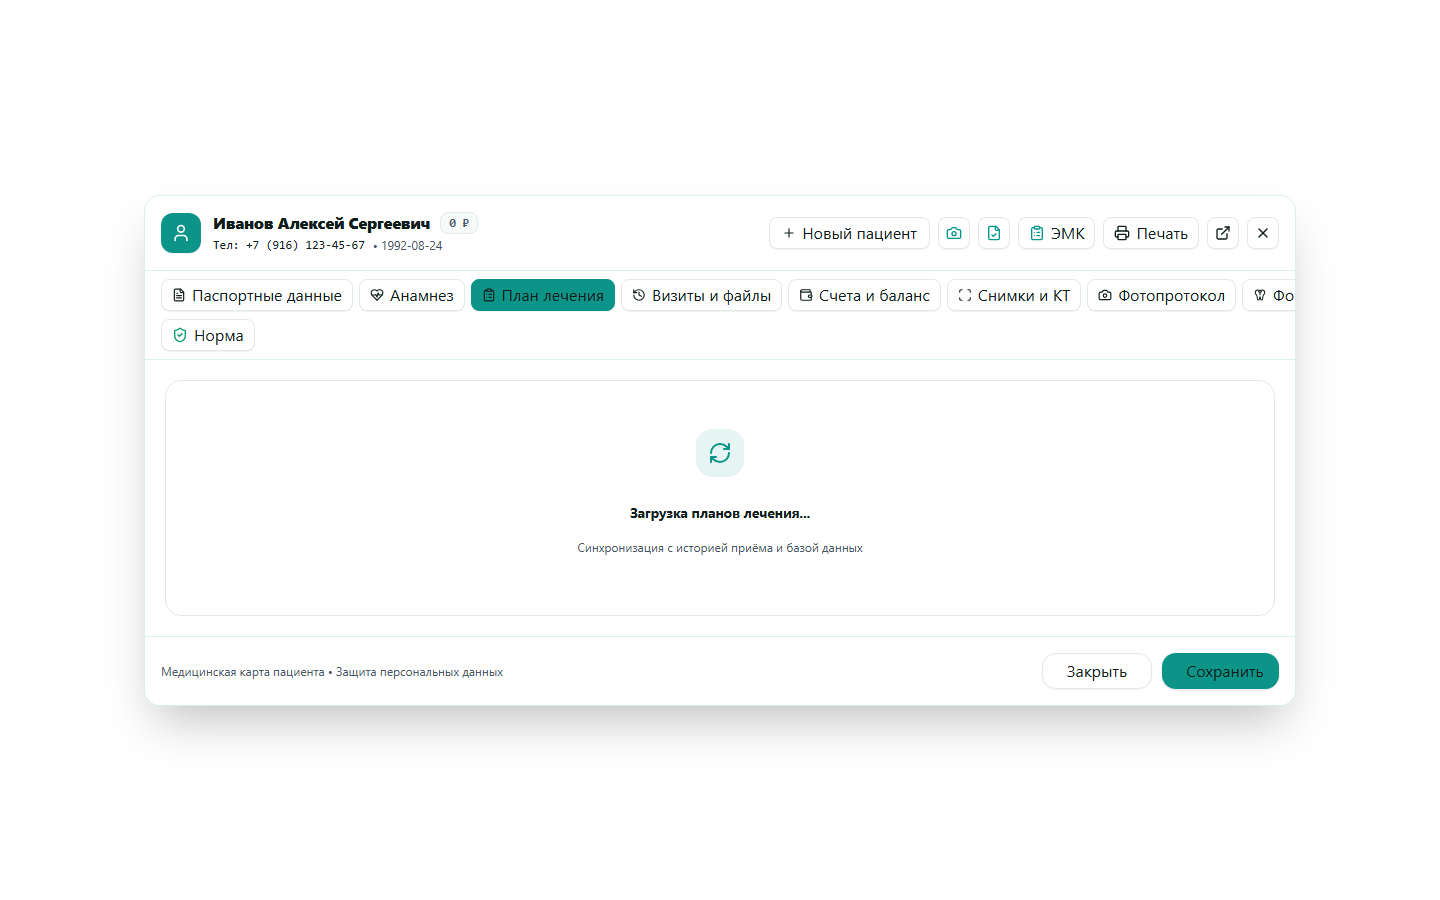 Иванов Алексей Сергеевич 0 ₽
Тел: +7 (916) 123-45-67 • 1992-08-24
Новый пациент ЭМК Печать
Паспортные данные Анамнез План лечения Визиты и файлы Счета и баланс Снимки и КТ Фотопротокол Фо
Норма
Загрузка планов лечения...
Синхронизация с историей приёма и базой данных
Медицинская карта пациента • Защита персональных данных
Закрыть Сохранить